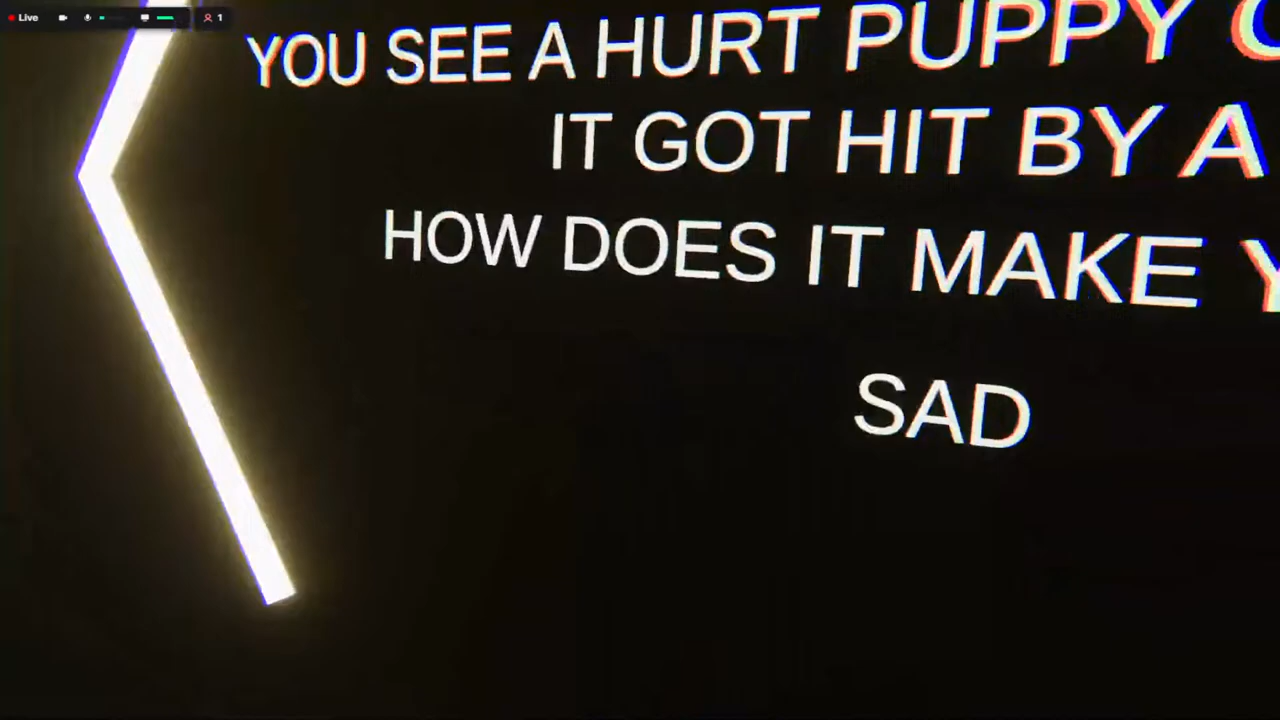 Live
1
YOU SEE A HURT PUPPY
IT GOT HIT BY A
HOW DOES IT MAKE
SAD